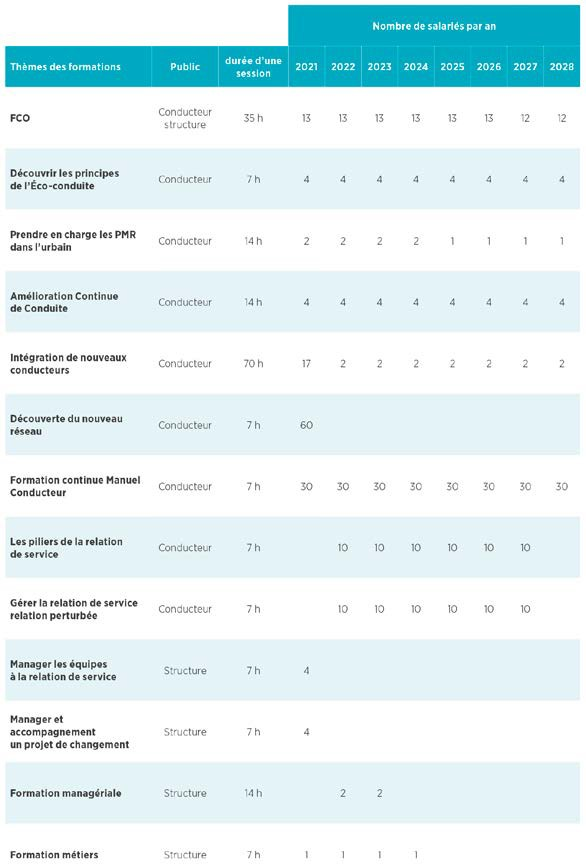 Nombre de salariés par an
Thèmes des formations Public durée d'une session 2021 2022 2023 2024 2025 2026 2027 2028
FCO Conducteur structure 35 h 13 13 13 13 13 13 12 12
Découvrir les principes
de l'Éco-conduite Conducteur 7 h 4 4 4 4 4 4 4 4
Prendre en charge les PMR
dans l'urbain Conducteur 14 h 2 2 2 2 1 1 1 1
Amélioration Continue
de Conduite Conducteur 14 h 4 4 4 4 4 4 4 4
Intégration de nouveaux
conducteurs Conducteur 70 h 17 2 2 2 2 2 2 2
Découverte du nouveau
réseau Conducteur 7 h 60
Formation continue Manuel
Conducteur Conducteur 7 h 30 30 30 30 30 30 30 30
Les piliers de la relation
de service Conducteur 7 h 10 10 10 10 10 10
Gérer la relation de service
relation perturbée Conducteur 7 h 10 10 10 10 10 10
Manager les équipes
à la relation de service Structure 7 h 4
Manager et
accompagnement
un projet de changement Structure 7 h 4
Formation managériale Structure 14 h 2 2
Formation métiers Structure 7 h 1 1 1 1